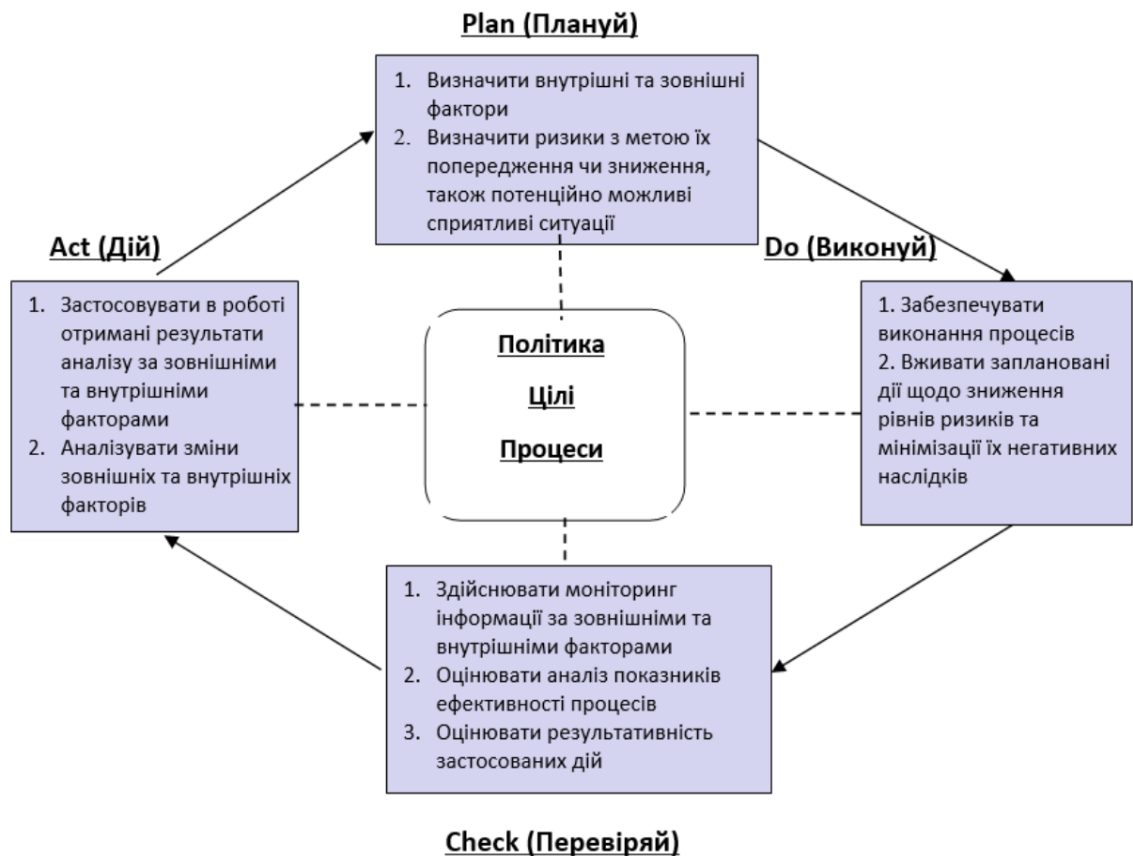 Plan (Плануй)
1. Визначити внутрішні та зовнішні
фактори
2. Визначити ризики з метою їх
попередження чи зниження,
також потенційно можливі
сприятливі ситуації
Act (Дій)
Do (Виконуй)
1. Застосовувати в роботі
отримані результати
аналізу за зовнішніми
та внутрішніми
факторами
2. Аналізувати зміни
зовнішніх та внутрішніх
факторів
Політика
Цілі
Процеси
1. Забезпечувати
виконання процесів
2. Вживати заплановані
дії щодо зниження
рівнів ризиків та
мінімізації їх негативних
наслідків
1. Здійснювати моніторинг
інформації за зовнішніми та
внутрішніми факторами
2. Оцінювати аналіз показників
ефективності процесів
3. Оцінювати результативність
застосованих дій
Check (Перевіряй)